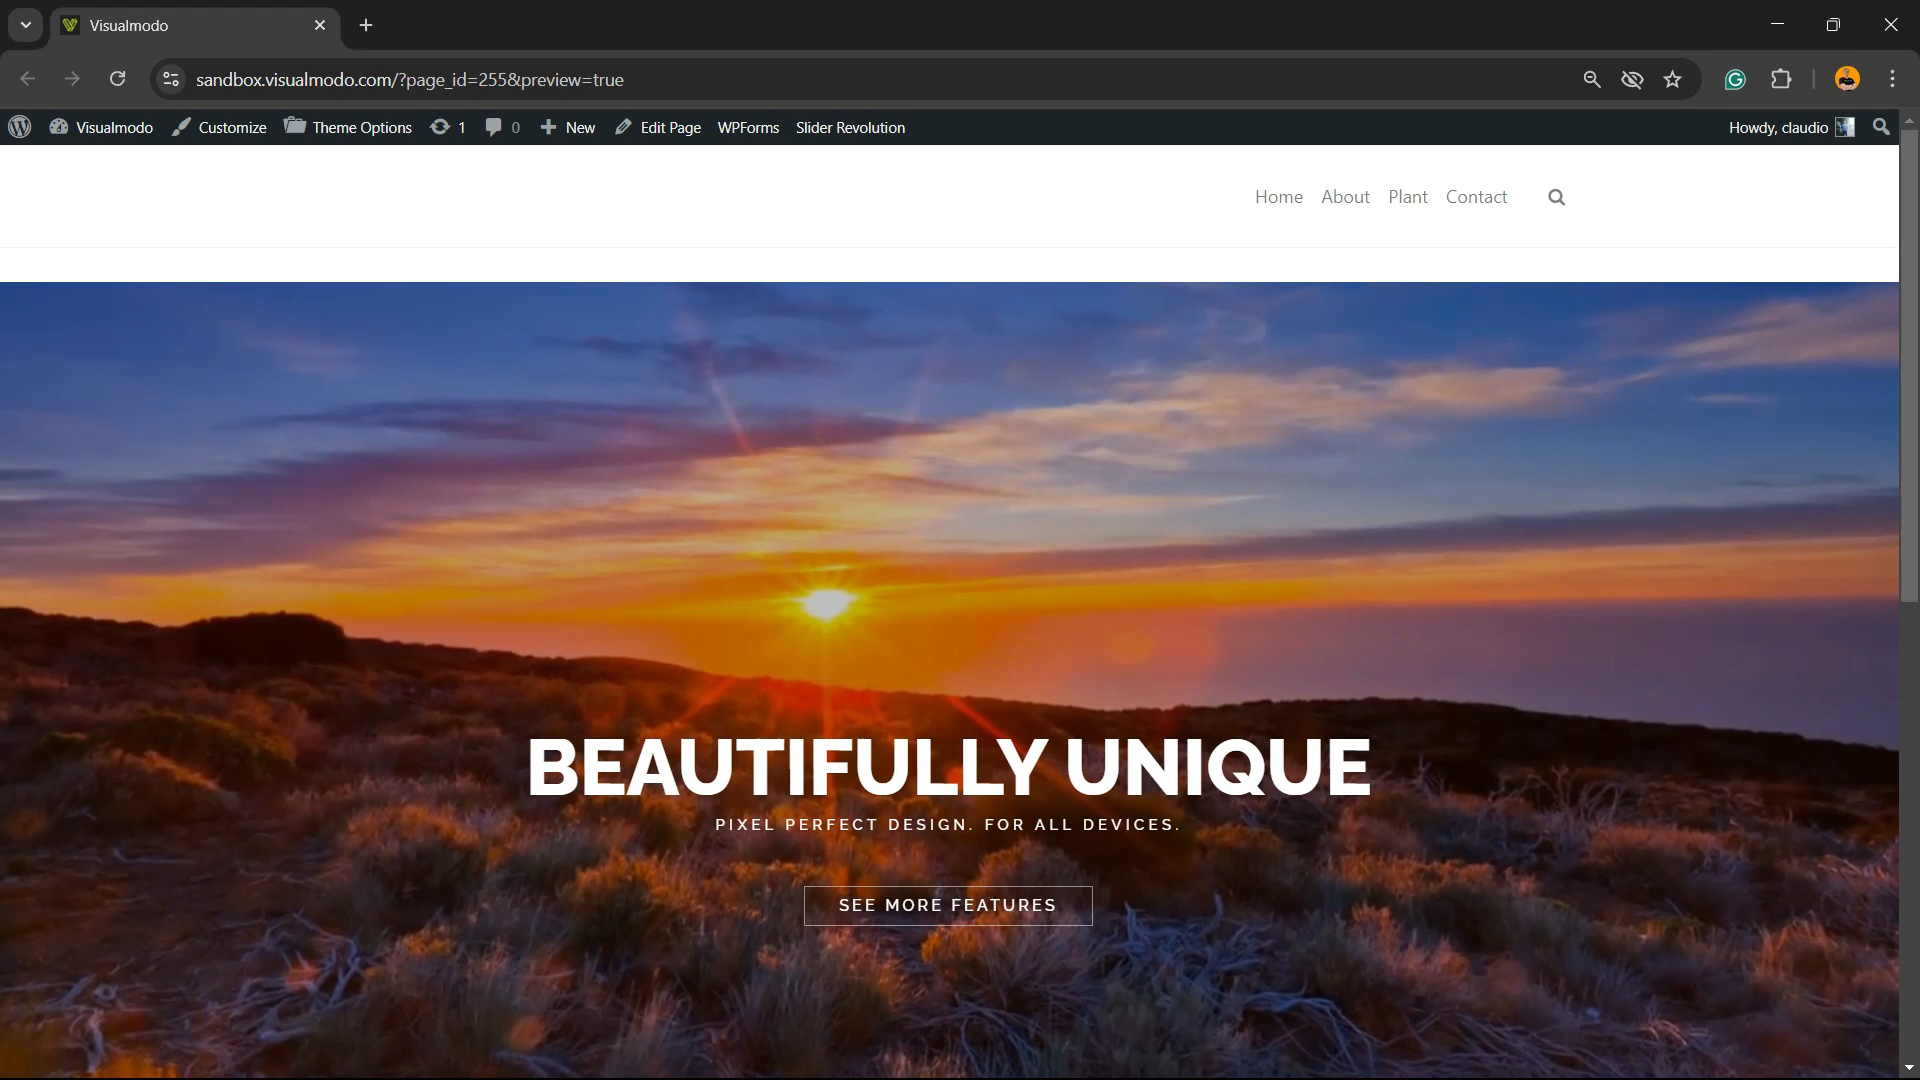 Visualmodo
sandbox.visualmodo.com/?page_id=255&preview=true
Visualmodo Customize Theme Options 1 0 New Edit Page WPForms Slider Revolution Howdy, claudio
Home About Plant Contact
BEAUTIFULLY UNIQUE
PIXEL PERFECT DESIGN. FOR ALL DEVICES.
SEE MORE FEATURES